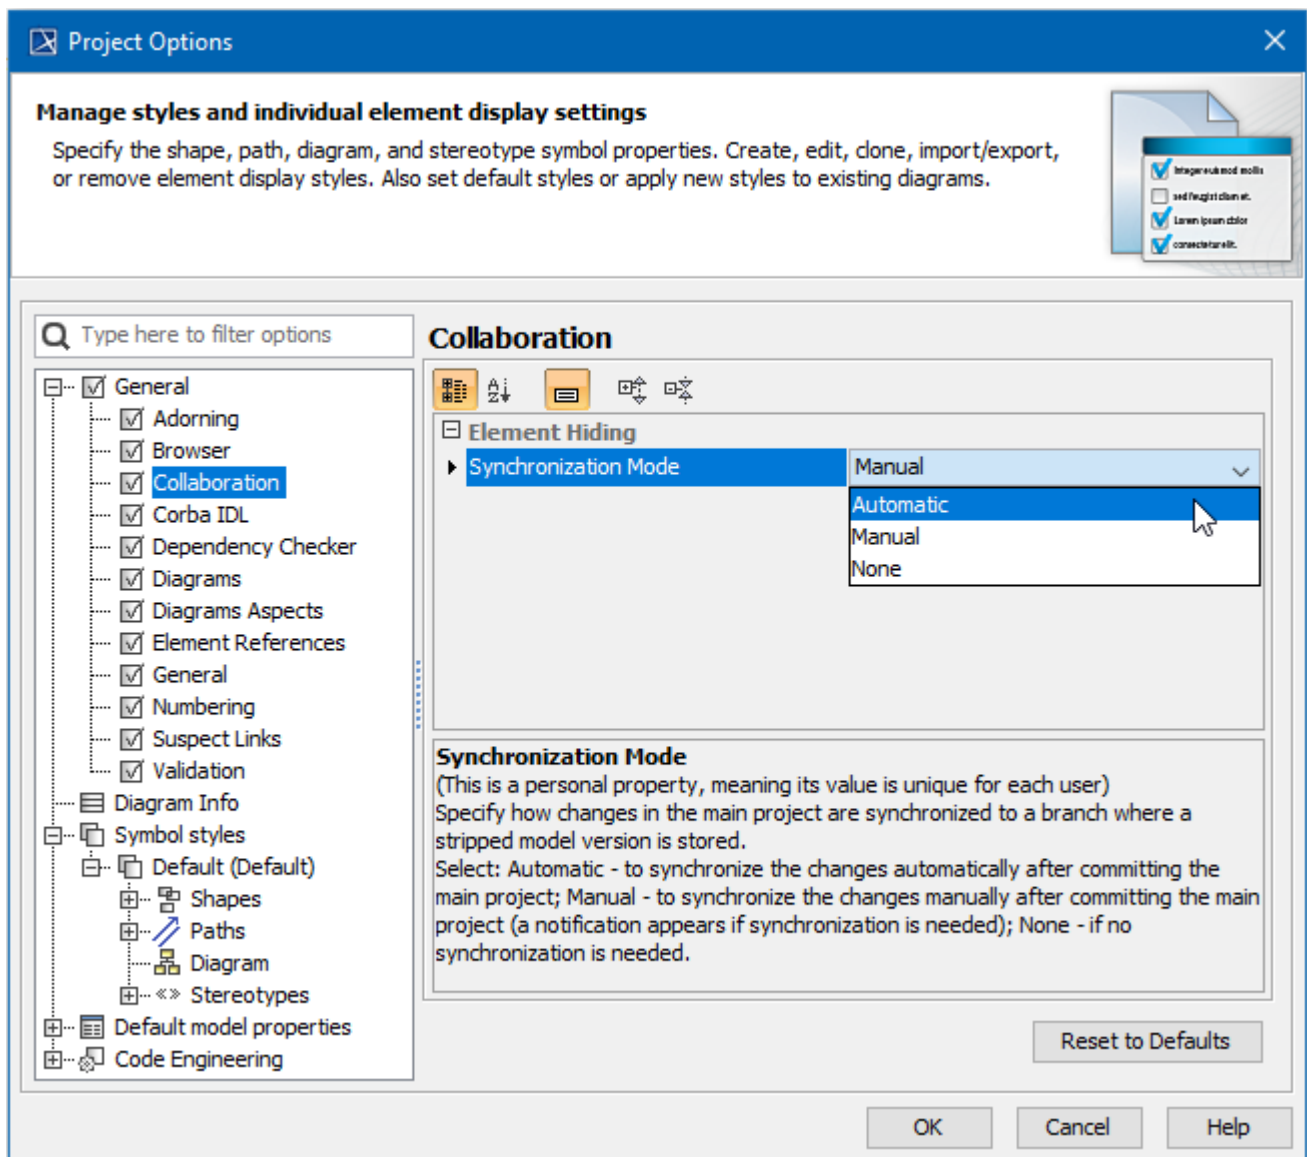 Project Options
Manage styles and individual element display settings
Specify the shape, path, diagram, and stereotype symbol properties. Create, edit, clone, import/export,
or remove element display styles. Also set default styles or apply new styles to existing diagrams.
Lorem ipsum dolor
consectetur elit.
Type here to filter options
General
Adorning
Browser
Collaboration
Corba IDL
Dependency Checker
Diagrams
Diagrams Aspects
Element References
General
Numbering
Suspect Links
Validation
Diagram Info
Symbol styles
Default (Default)
Shapes
Paths
Diagram
«» Stereotypes
Default model properties
Code Engineering
Collaboration
Element Hiding
Synchronization Mode
Manual
Automatic
Manual
None
Synchronization Mode
(This is a personal property, meaning its value is unique for each user)
Specify how changes in the main project are synchronized to a branch where a
stripped model version is stored.
Select: Automatic - to synchronize the changes automatically after committing the
main project; Manual - to synchronize the changes manually after committing the main
project (a notification appears if synchronization is needed); None - if no
synchronization is needed.
Reset to Defaults
OK
Cancel
Help